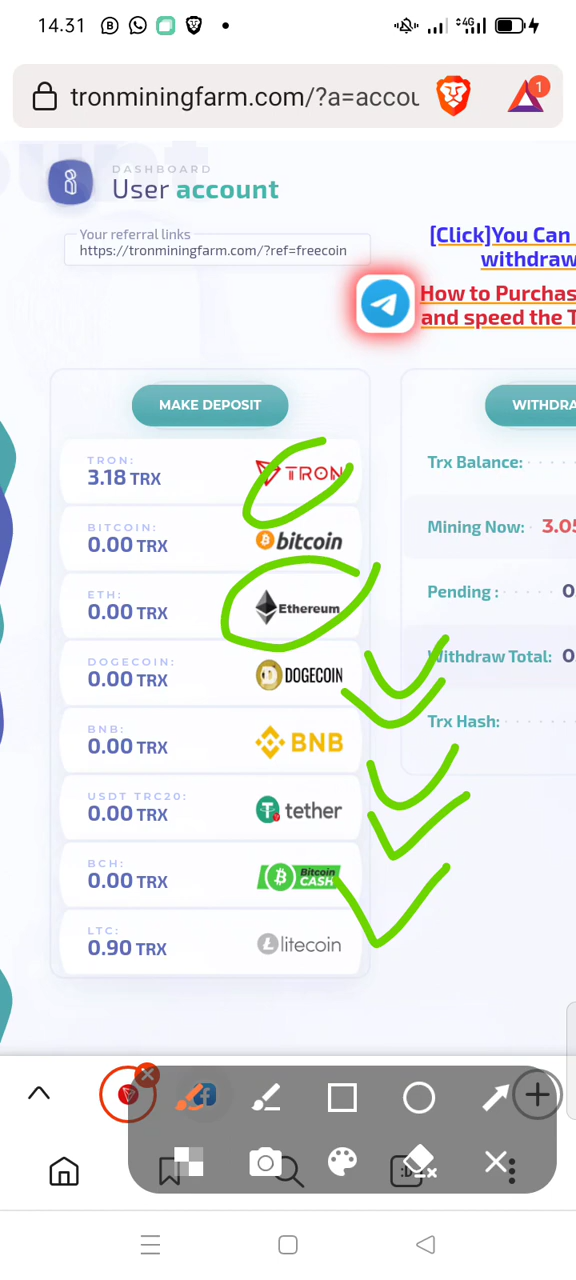 14.31
4G
tronminingfarm.com/?a=accou
1
DASHBOARD
User account
Your referral links
https://tronminingfarm.com/?ref=freecoin
[Click]You Can
withdraw
How to Purchas
and speed the T
MAKE DEPOSIT
WITHDRA
TRON:
3.18 TRX
TRON
BITCOIN:
0.00 TRX
bitcoin
ETH:
0.00 TRX
Ethereum
DOGECOIN:
0.00 TRX
DOGECOIN
BNB:
0.00 TRX
BNB
USDT TRC20:
0.00 TRX
tether
BCH:
0.00 TRX
Bitcoin
CASH
LTC:
0.90 TRX
litecoin
Trx Balance:
Mining Now: 3.05
Pending : 0
Withdraw Total: 0
Trx Hash:
:D